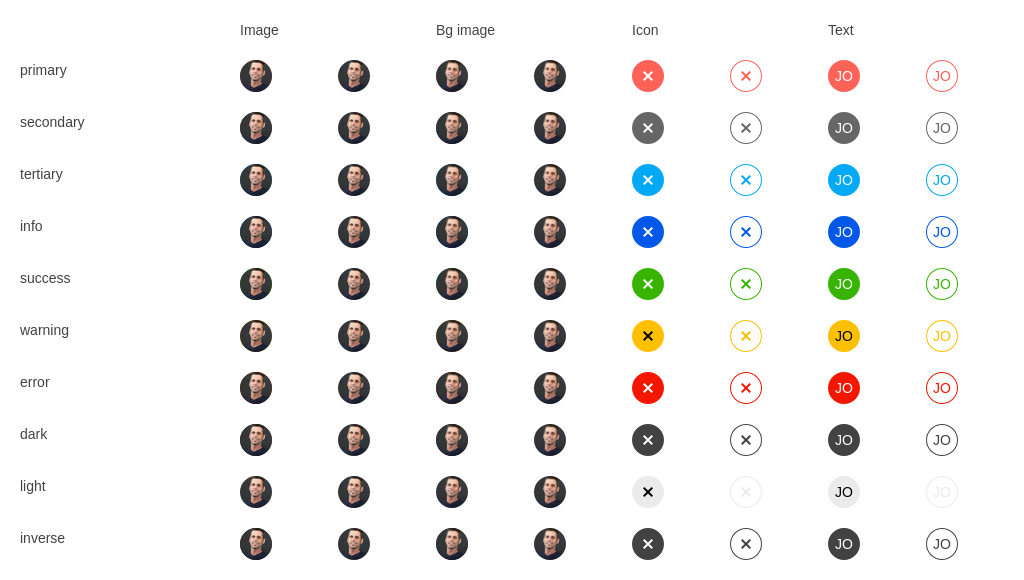 Image Bg image Icon Text
primary JO JO
secondary JO JO
tertiary JO JO
info JO JO
success JO JO
warning JO JO
error JO JO
dark JO JO
light JO JO
inverse JO JO